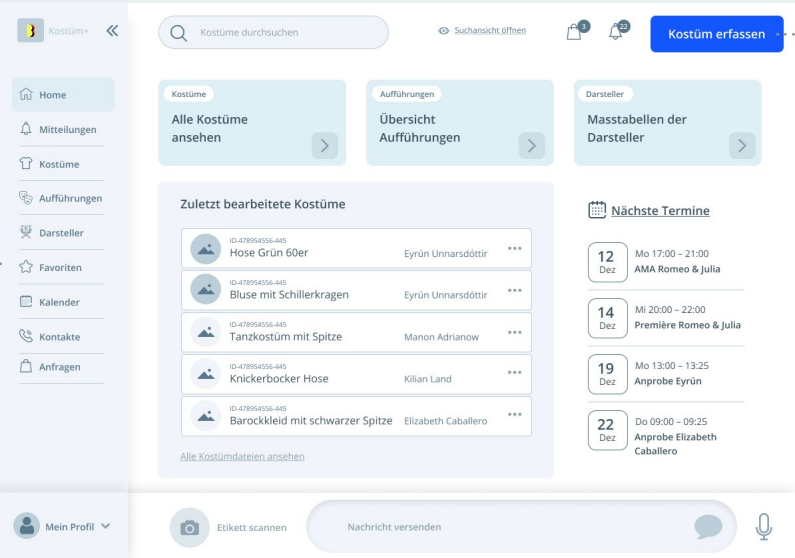 Kostüm+
Kostüme durchsuchen
Suchansicht öffnen
3
22
Kostüm erfassen
Home
Mitteilungen
Kostüme
Aufführungen
Darsteller
Favoriten
Kalender
Kontakte
Anfragen
Kostüme
Alle Kostüme
ansehen
Aufführungen
Übersicht
Aufführungen
Darsteller
Masstabellen der
Darsteller
Zuletzt bearbeitete Kostüme
ID-478954556-445
Hose Grün 60er
Eyrún Unnarsdóttir
ID-478954556-445
Bluse mit Schillerkragen
Eyrún Unnarsdóttir
ID-478954556-445
Tanzkostüm mit Spitze
Manon Adrianow
ID-478954556-445
Knickerbocker Hose
Kilian Land
ID-478954556-445
Barockkleid mit schwarzer Spitze
Elizabeth Caballero
Alle Kostümdateien ansehen
Nächste Termine
12
Dez
Mo 17:00 – 21:00
AMA Romeo & Julia
14
Dez
Mi 20:00 – 22:00
Première Romeo & Julia
19
Dez
Mo 13:00 – 13:25
Anprobe Eyrún
22
Dez
Do 09:00 – 09:25
Anprobe Elizabeth
Caballero
Mein Profil
Etikett scannen
Nachricht versenden